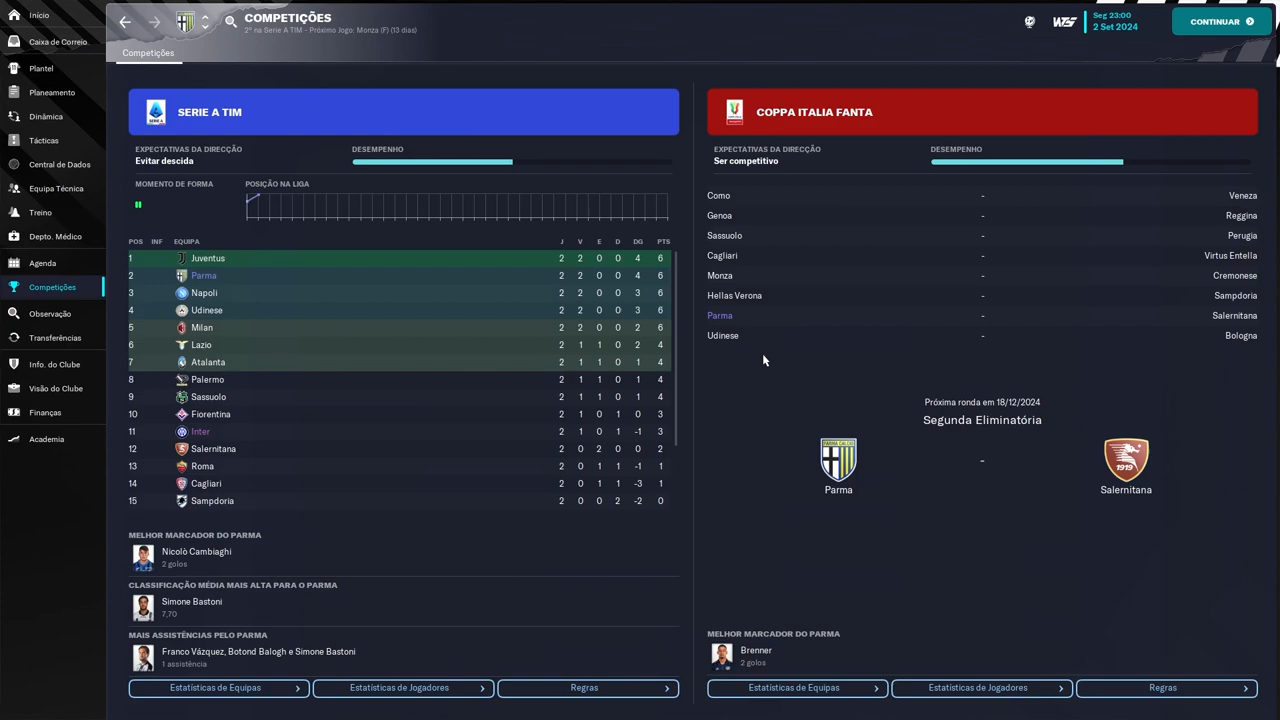 Início
Caixa de Correio
Plantel
Planeamento
Dinâmica
Tácticas
Central de Dados
Equipa Técnica
Treino
Depto. Médico
Agenda
Competições
Observação
Transferências
Info. do Clube
Visão do Clube
Finanças
Academia
COMPETIÇÕES
2º na Serie A TIM - Próximo Jogo: Monza (F) (13 dias)
Seg 23:00
2 Set 2024
CONTINUAR
Competições
SERIE A TIM
EXPECTATIVAS DA DIRECÇÃO
Evitar descida
DESEMPENHO
MOMENTO DE FORMA
POSIÇÃO NA LIGA
POS INF EQUIPA J V E D DG PTS
1 Juventus 2 2 0 0 4 6
2 Parma 2 2 0 0 4 6
3 Napoli 2 2 0 0 3 6
4 Udinese 2 2 0 0 3 6
5 Milan 2 2 0 0 2 6
6 Lazio 2 1 1 0 2 4
7 Atalanta 2 1 1 0 1 4
8 Palermo 2 1 1 0 1 4
9 Sassuolo 2 1 1 0 1 4
10 Fiorentina 2 1 0 1 0 3
11 Inter 2 1 0 1 -1 3
12 Salernitana 2 0 2 0 0 2
13 Roma 2 0 1 1 -1 1
14 Cagliari 2 0 1 1 -3 1
15 Sampdoria 2 0 0 2 -2 0
MELHOR MARCADOR DO PARMA
Nicolò Cambiaghi
2 golos
CLASSIFICAÇÃO MÉDIA MAIS ALTA PARA O PARMA
Simone Bastoni
7,70
MAIS ASSISTÊNCIAS PELO PARMA
Franco Vázquez, Botond Balogh e Simone Bastoni
1 assistência
Estatísticas de Equipas
Estatísticas de Jogadores
Regras
COPPA ITALIA FANTA
EXPECTATIVAS DA DIRECÇÃO
Ser competitivo
DESEMPENHO
Como - Veneza
Genoa - Reggina
Sassuolo - Perugia
Cagliari - Virtus Entella
Monza - Cremonese
Hellas Verona - Sampdoria
Parma - Salernitana
Udinese - Bologna
Próxima ronda em 18/12/2024
Segunda Eliminatória
-
Parma
Salernitana
MELHOR MARCADOR DO PARMA
Brenner
2 golos
Estatísticas de Equipas
Estatísticas de Jogadores
Regras